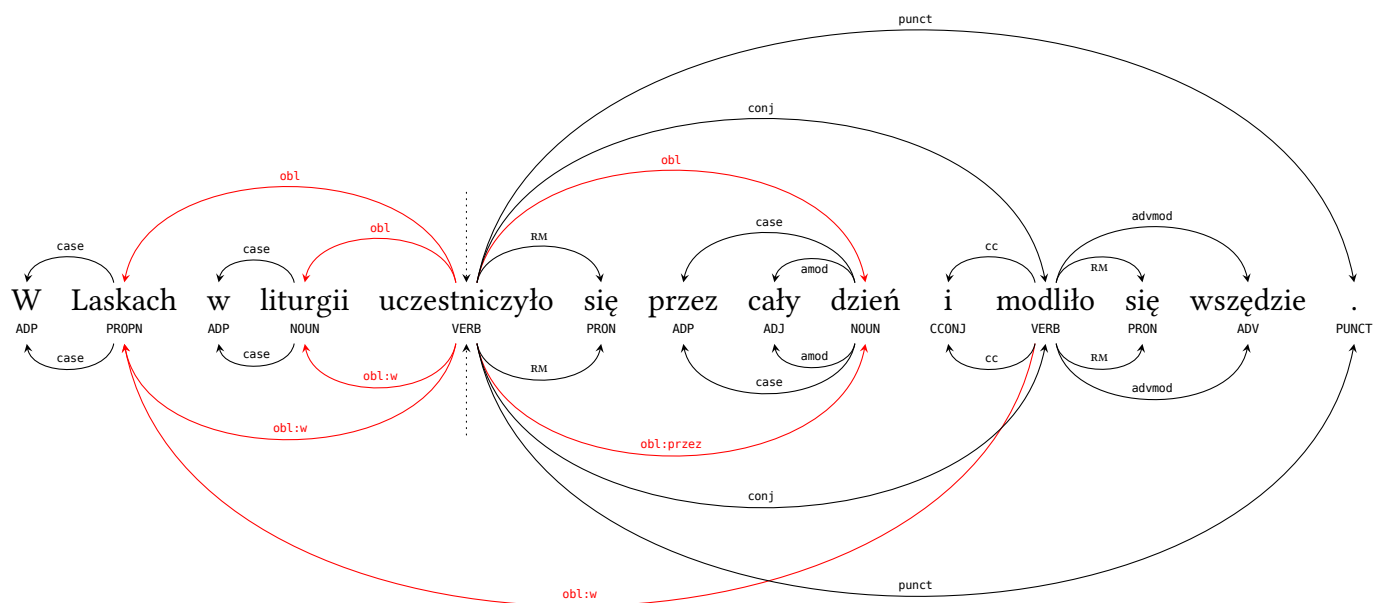 punct
conj
obl obl
obl advmod
case case RM case cc RM
amod
W Laskach w liturgii uczestniczyło się przez cały dzień i modliło się wszędzie .
ADP PROPN ADP NOUN VERB PRON ADP ADJ NOUN CCONJ VERB PRON ADV PUNCT
case case RM amod cc RM
obl:w case advmod
obl:w obl:przez
conj
punct
obl:w